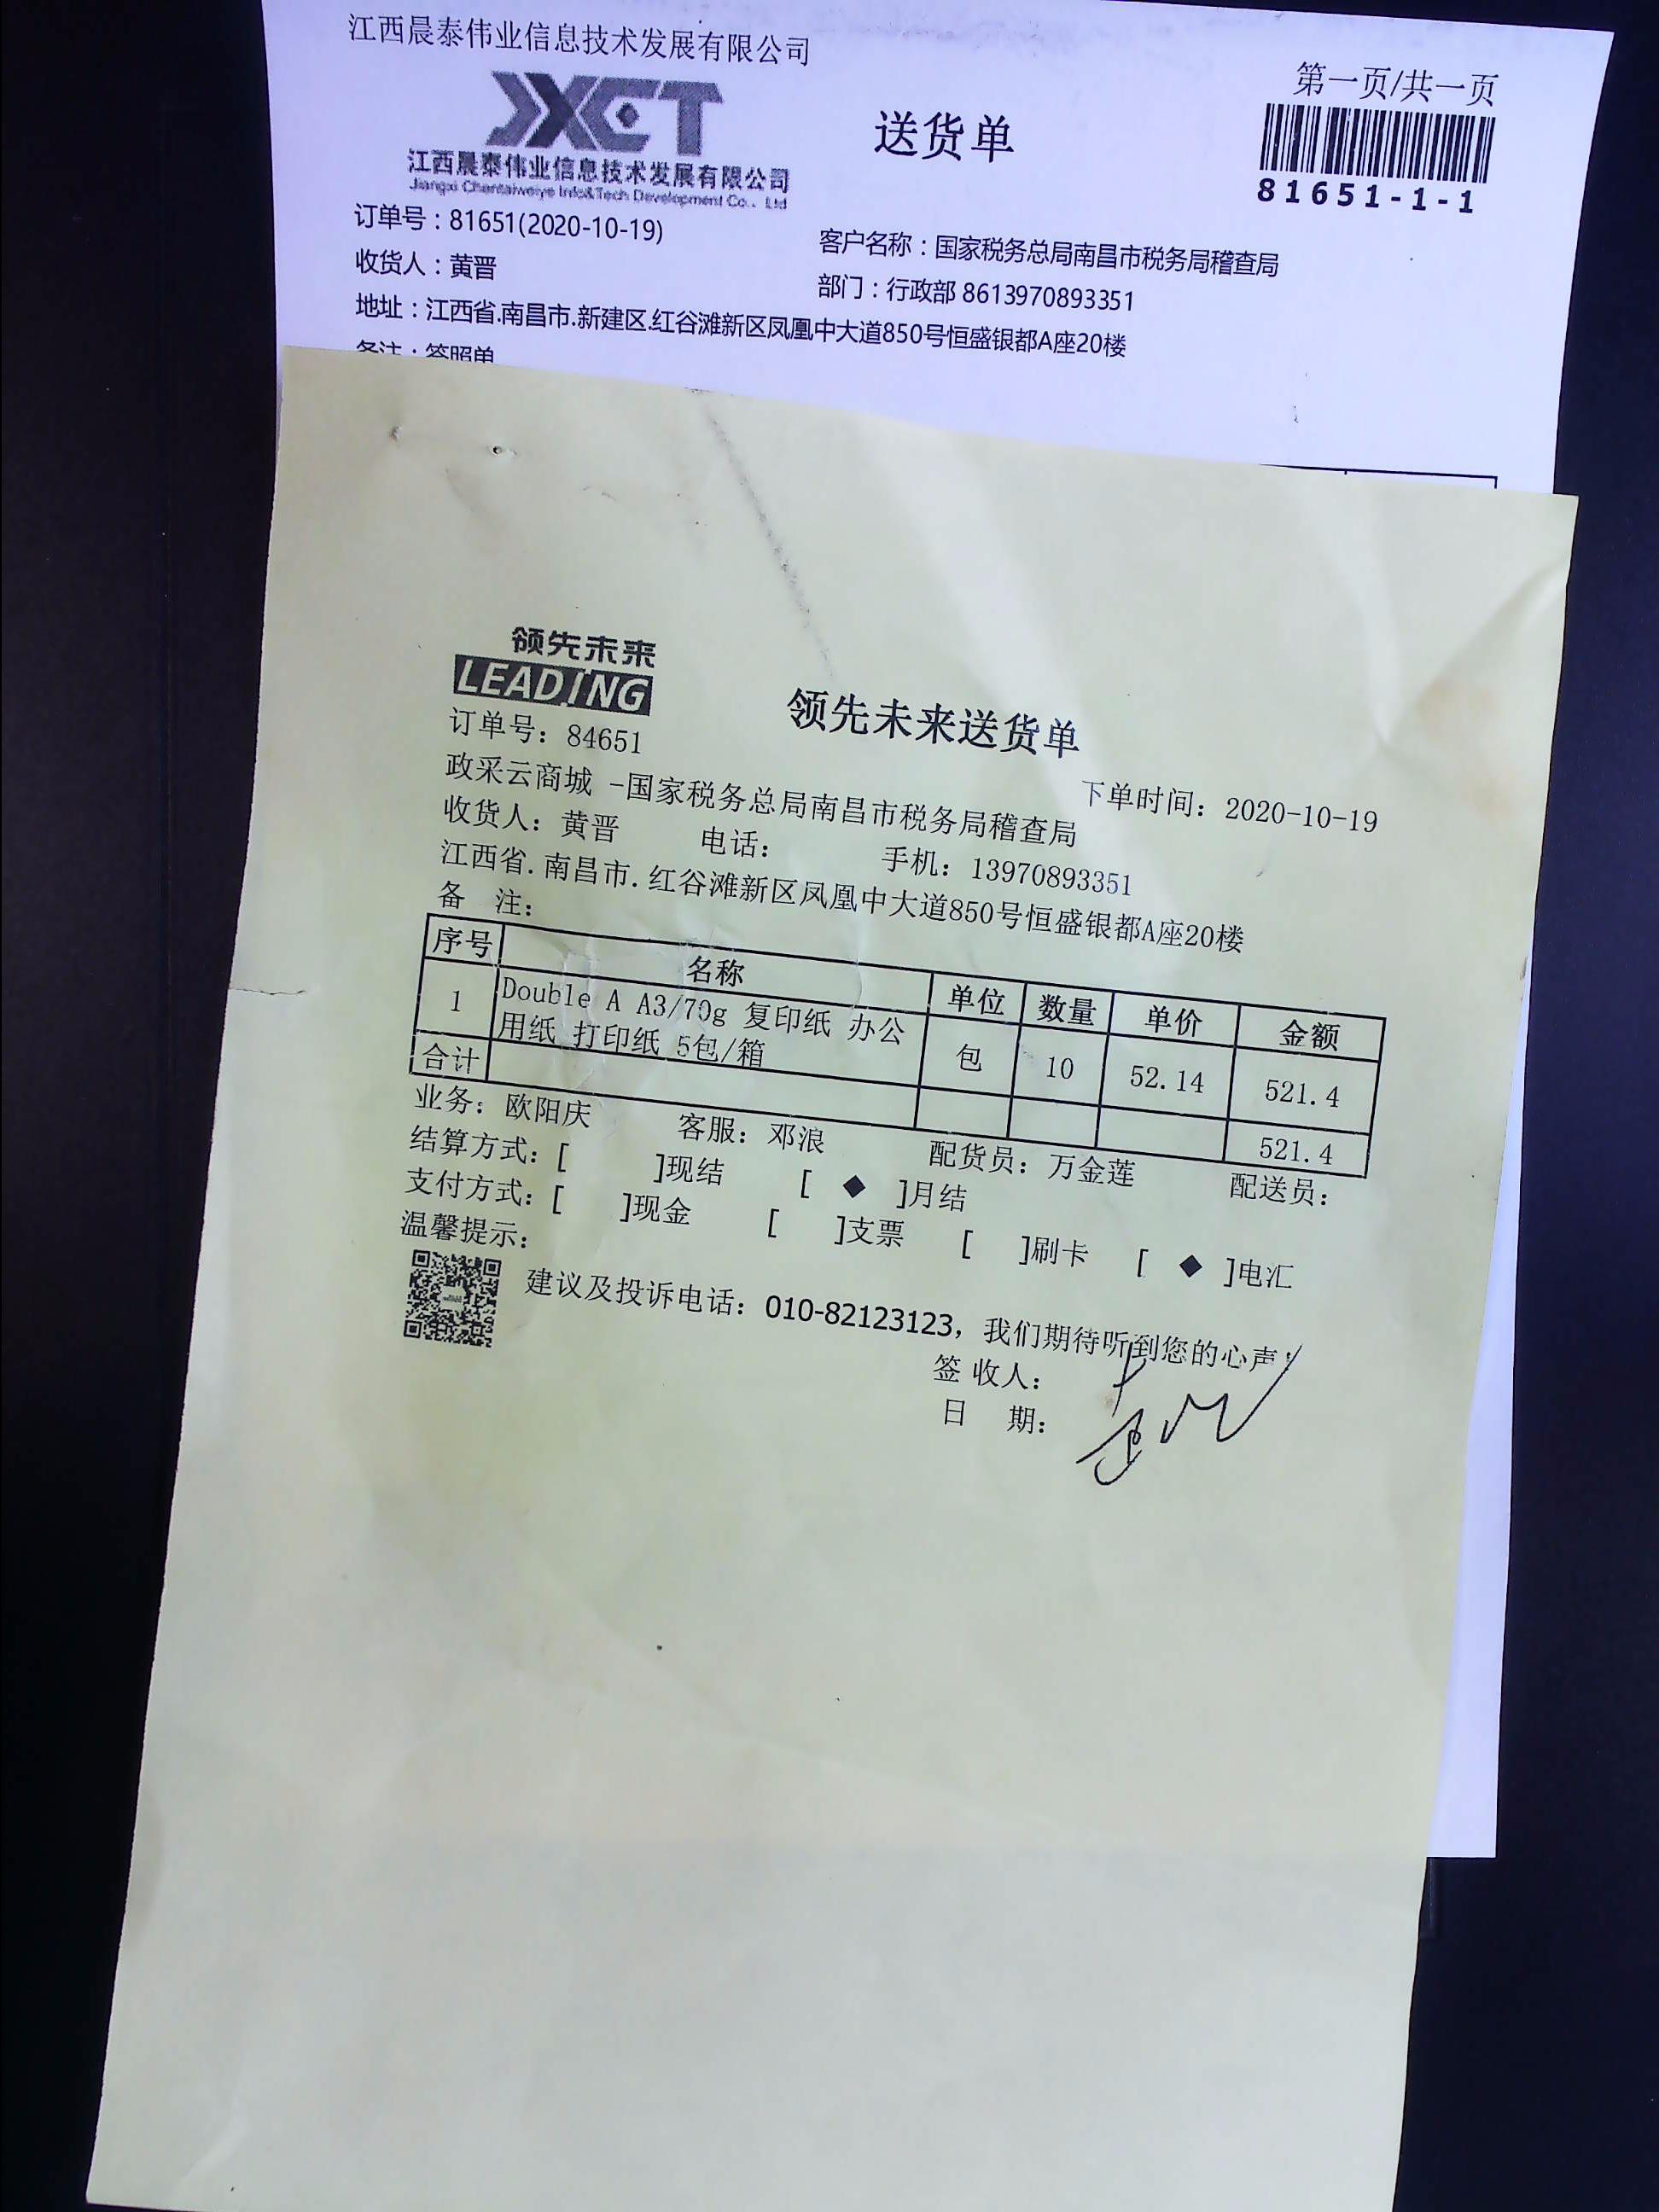 江西晨泰伟业信息技术发展有限公司
第一页/共一页
JXCT
送货单
江西晨泰伟业信息技术发展有限公司
Jiangxi Chentaiweiye Info&Tech Development Co., Ltd
81651-1-1
订单号：81651(2020-10-19)
客户名称：国家税务总局南昌市税务局稽查局
收货人：黄晋
部门：行政部 8613970893351
地址：江西省.南昌市.新建区.红谷滩新区凤凰中大道850号恒盛银都A座20楼
备注：签照单
领先未来
LEADING
领先未来送货单
订单号: 84651
下单时间: 2020-10-19
政采云商城 -国家税务总局南昌市税务局稽查局
收货人: 黄晋 电话: 手机: 13970893351
江西省.南昌市.红谷滩新区凤凰中大道850号恒盛银都A座20楼
备 注:
序号 名称 单位 数量 单价 金额
1 Double A A3/70g 复印纸 办公
用纸 打印纸 5包/箱 包 10 52.14 521.4
合计 521.4
业务: 欧阳庆 客服: 邓浪 配货员: 万金莲 配送员:
结算方式: [ ]现结 [ ◆ ]月结
支付方式: [ ]现金 [ ]支票 [ ]刷卡 [ ◆ ]电汇
温馨提示:
建议及投诉电话: 010-82123123, 我们期待听到您的心声!
签 收人:
日 期: